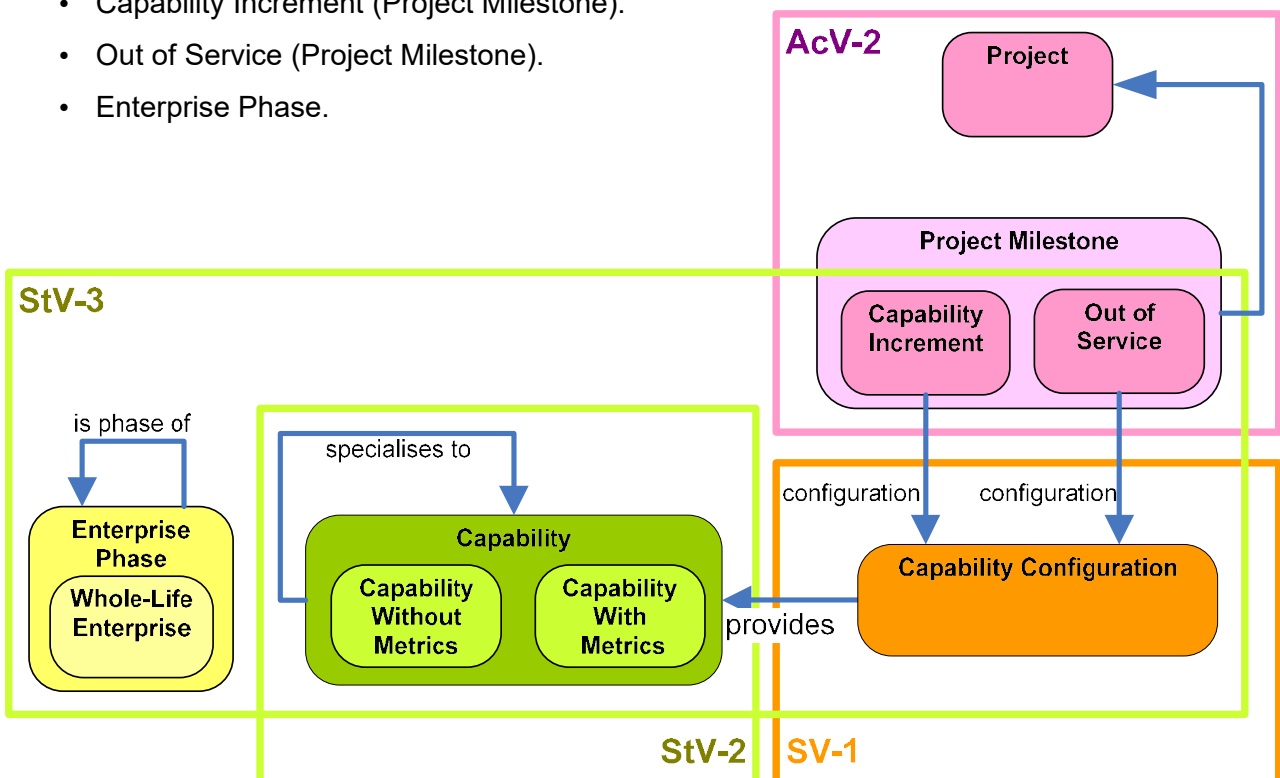 • Capability Increment (Project Milestone).
• Out of Service (Project Milestone).
• Enterprise Phase.
AcV-2
Project
Project Milestone
Capability
Increment
Out of
Service
StV-3
is phase of
specialises to
configuration
configuration
Enterprise
Phase
Whole-Life
Enterprise
Capability
Capability
Without
Metrics
Capability
With
Metrics
provides
Capability Configuration
StV-2
SV-1